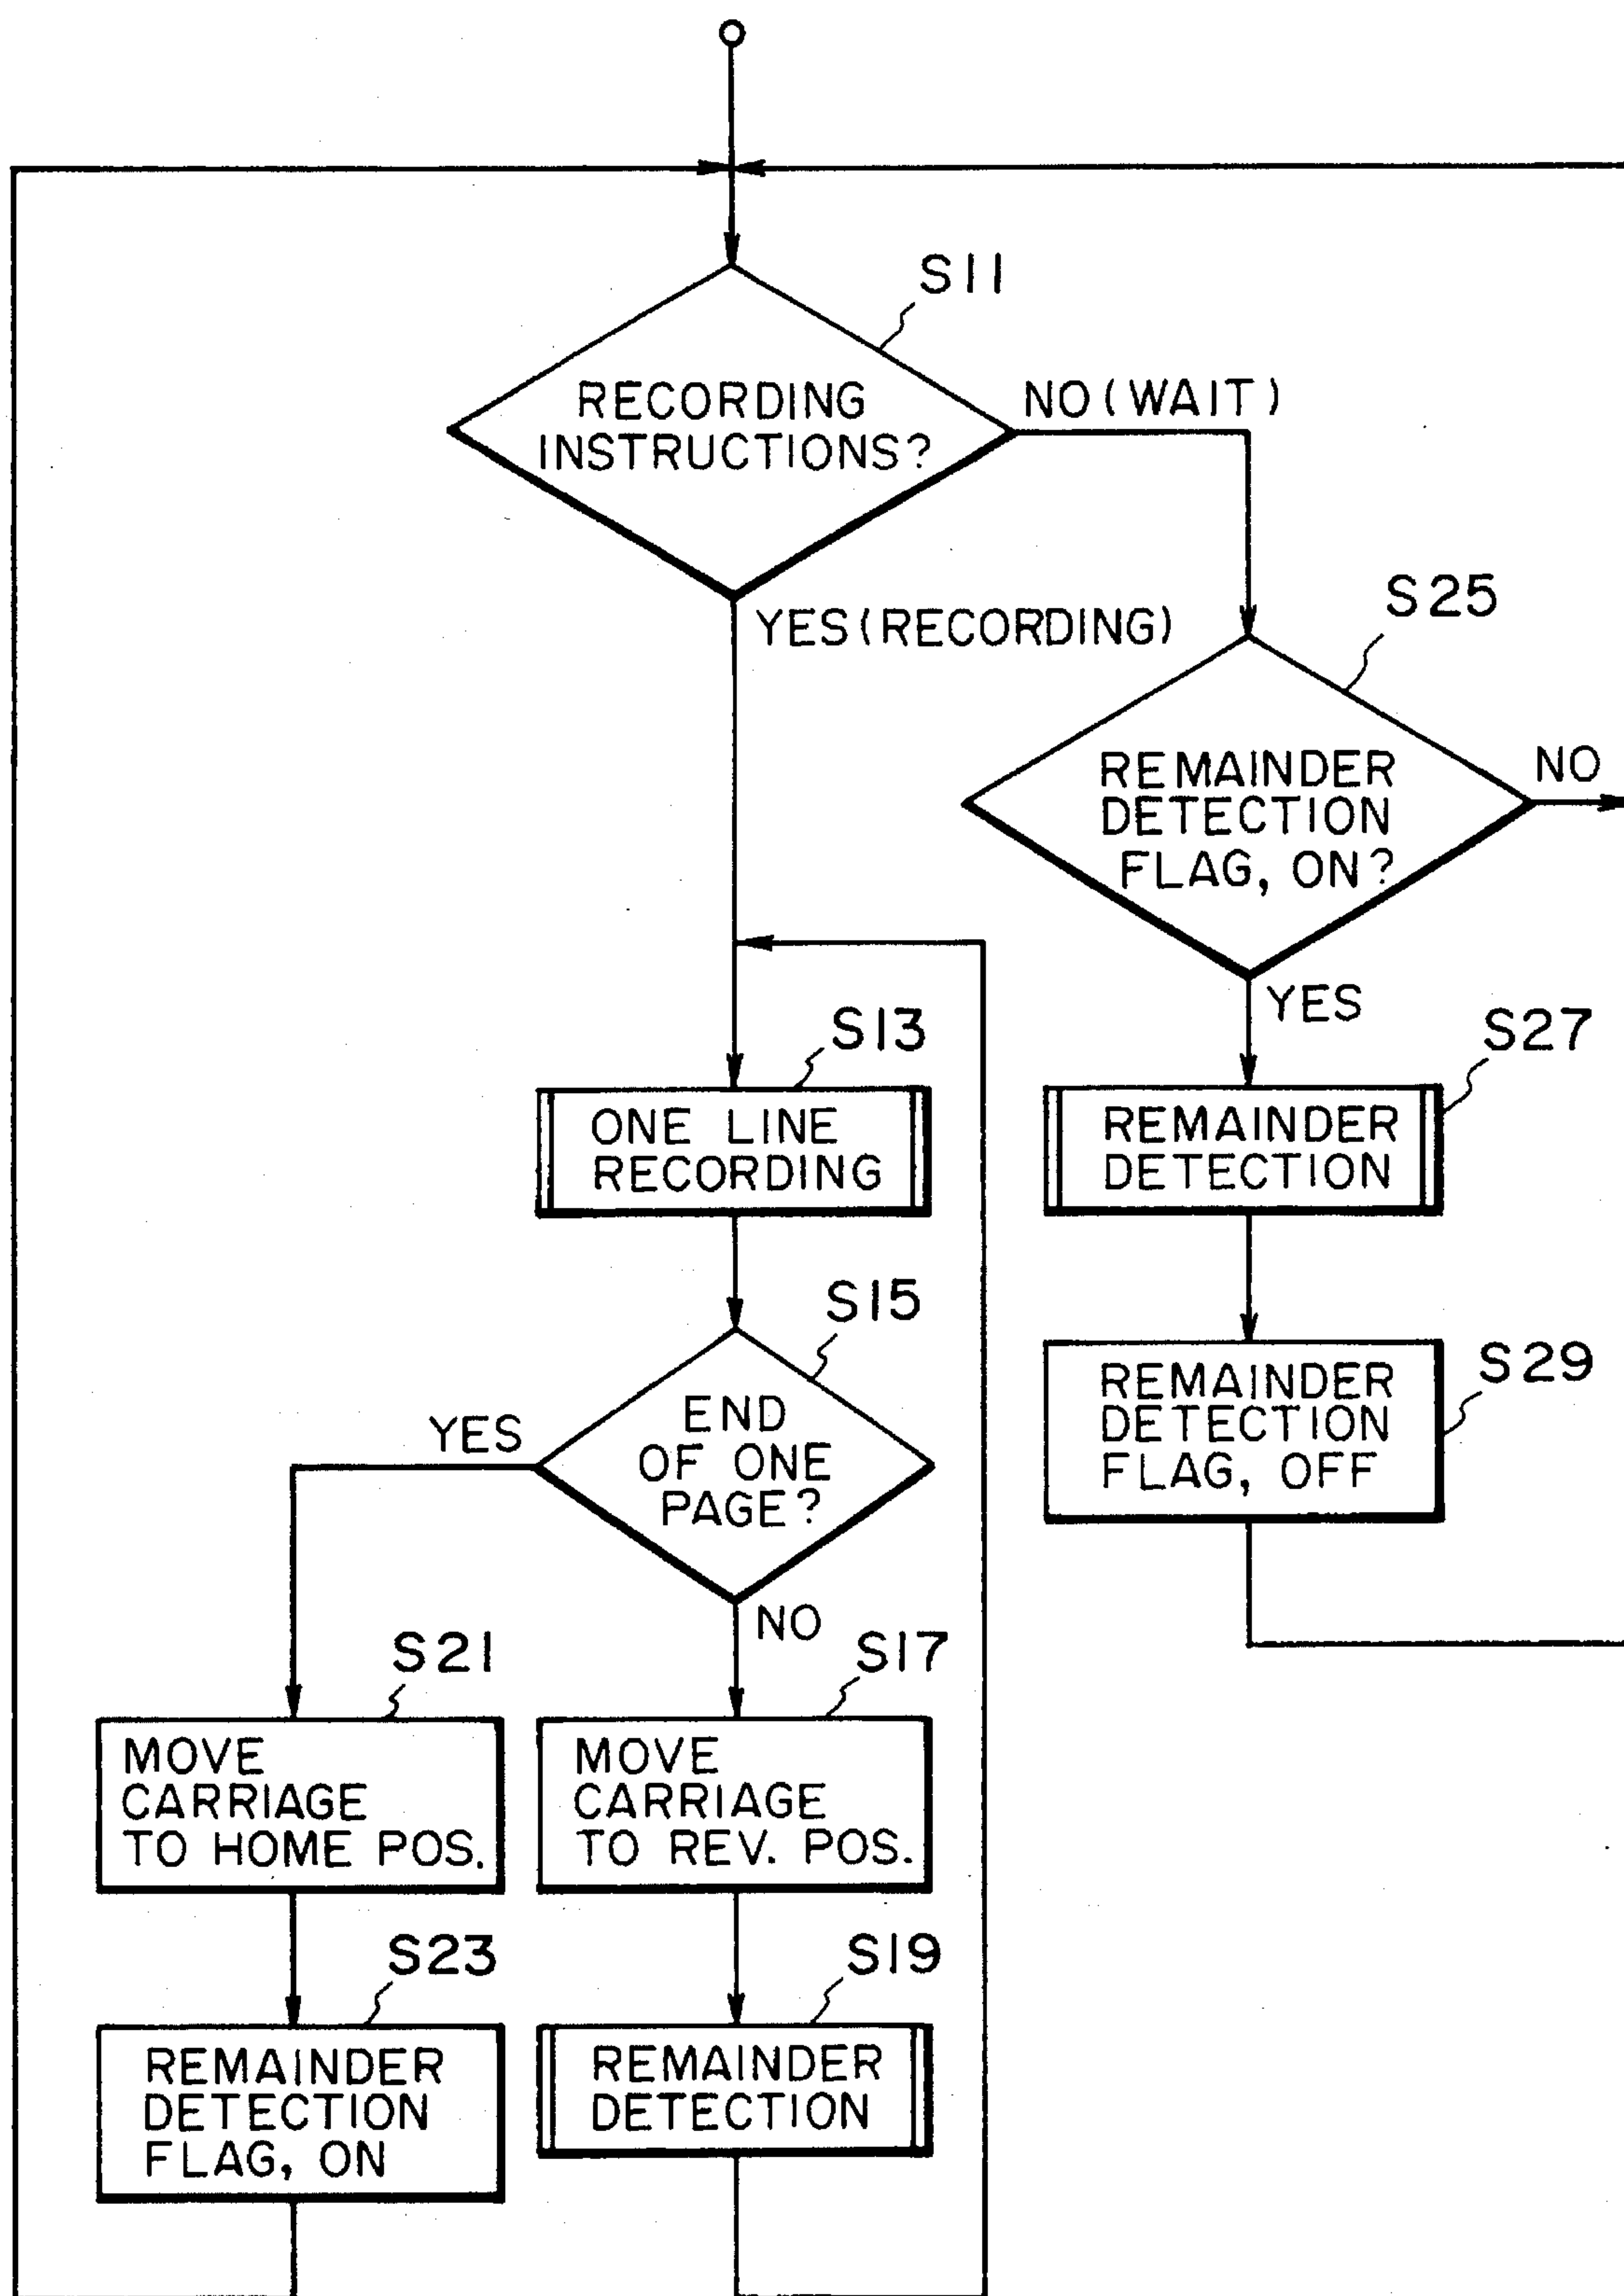 S11
RECORDING
INSTRUCTIONS?
NO (WAIT)
YES (RECORDING)
S25
REMAINDER
DETECTION
FLAG, ON?
NO
YES
S13
ONE LINE
RECORDING
S27
REMAINDER
DETECTION
S15
END
OF ONE
PAGE?
YES
NO
S29
REMAINDER
DETECTION
FLAG, OFF
S21
MOVE
CARRIAGE
TO HOME POS.
S17
MOVE
CARRIAGE
TO REV. POS.
S23
REMAINDER
DETECTION
FLAG, ON
S19
REMAINDER
DETECTION